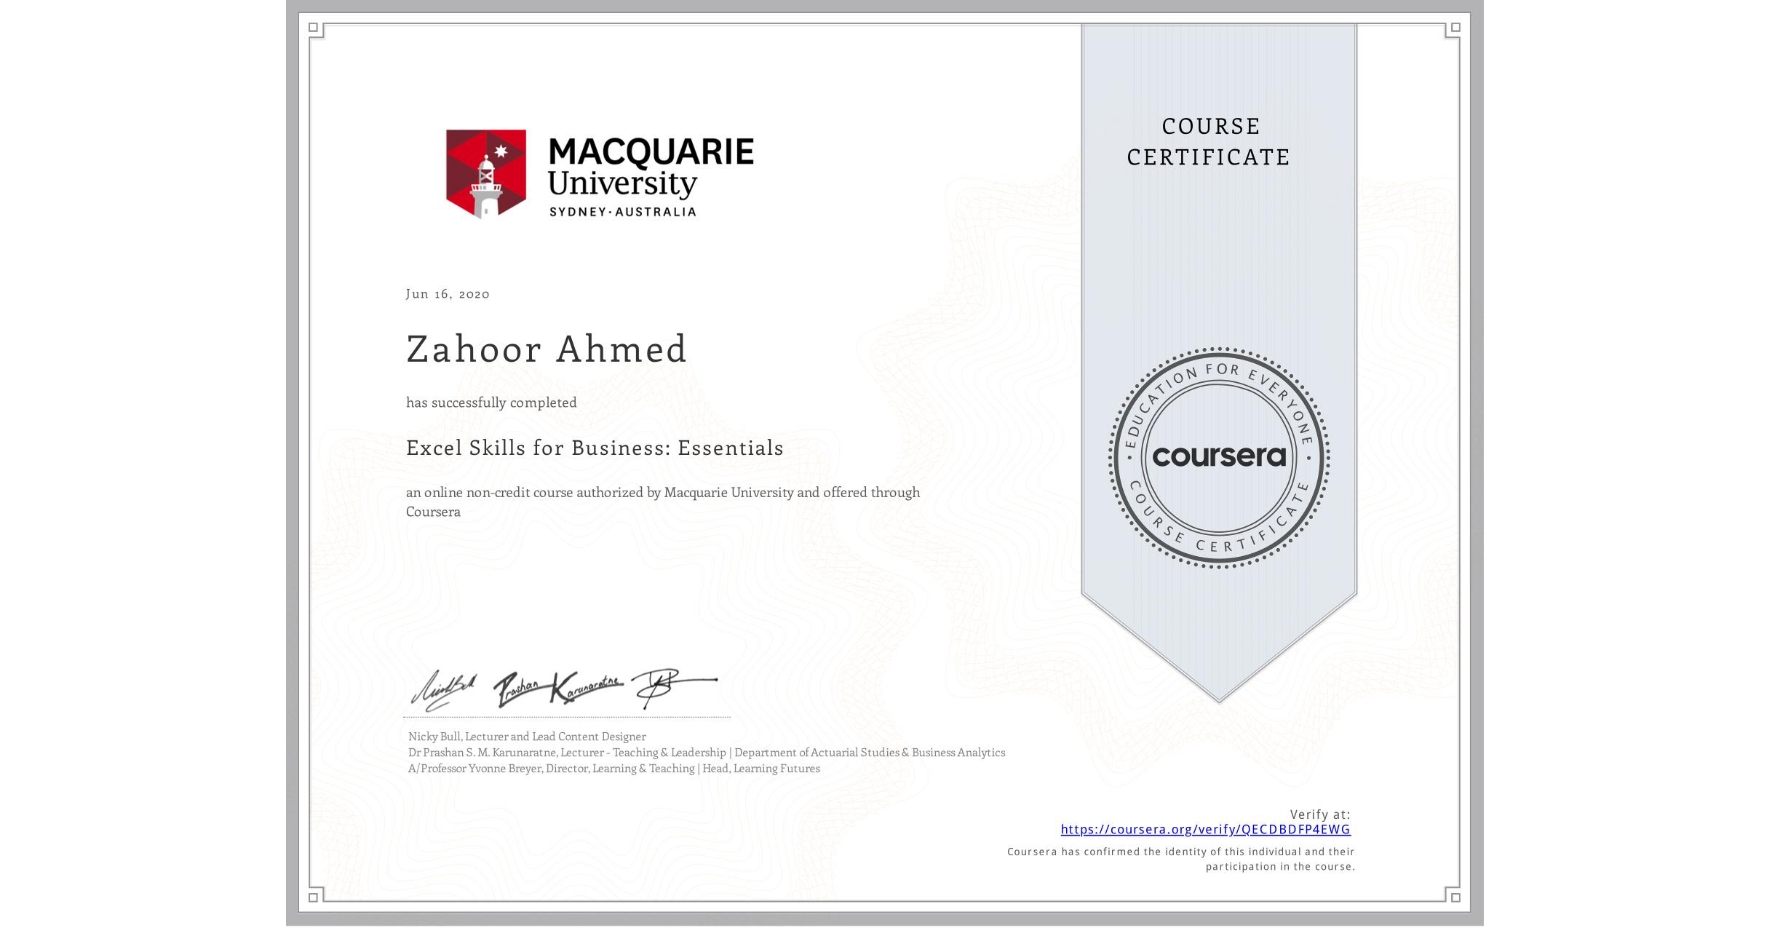 MACQUARIE
University
SYDNEY·AUSTRALIA
COURSE
CERTIFICATE
Jun 16, 2020
Zahoor Ahmed
has successfully completed
Excel Skills for Business: Essentials
an online non-credit course authorized by Macquarie University and offered through
Coursera
EDUCATION FOR EVERYONE
coursera
COURSE CERTIFICATE
Prashan Karunaratne
Nicky Bull, Lecturer and Lead Content Designer
Dr Prashan S. M. Karunaratne, Lecturer - Teaching & Leadership | Department of Actuarial Studies & Business Analytics
A/Professor Yvonne Breyer, Director, Learning & Teaching | Head, Learning Futures
Verify at:
https://coursera.org/verify/QECDBDFP4EWG
Coursera has confirmed the identity of this individual and their
participation in the course.